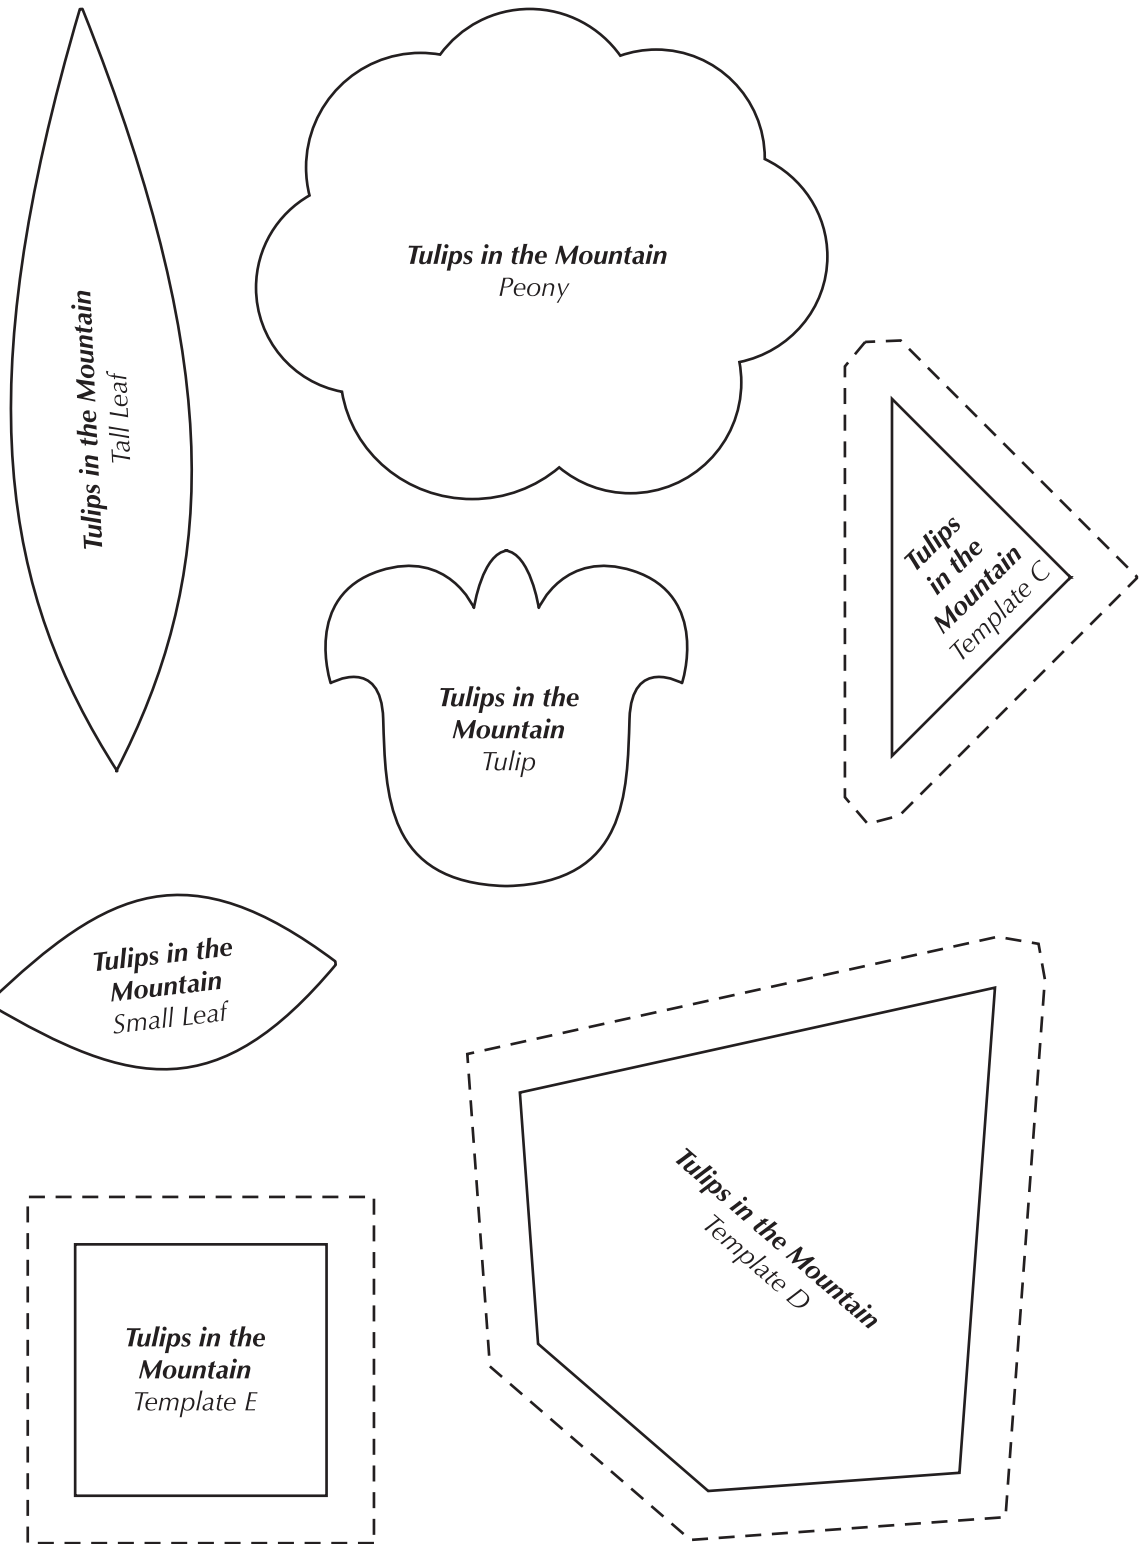 Tulips in the Mountain
Peony
Tulips in the Mountain
Tall Leaf
Tulips
in the
Mountain
Template C
Tulips in the
Mountain
Tulip
Tulips in the
Mountain
Small Leaf
Tulips in the Mountain
Template D
Tulips in the
Mountain
Template E